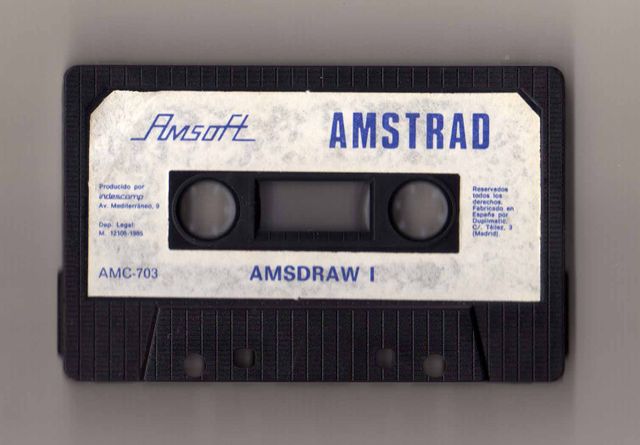 Amsoft
AMSTRAD
Producido por
indescomp
Av. Mediterráneo, 9
Dep. Legal:
M. 12106-1985
Reservados
todos los
derechos.
Fabricado en
España por
Duplimatic.
C/. Téllez, 3
(Madrid).
AMC-703
AMSDRAW I